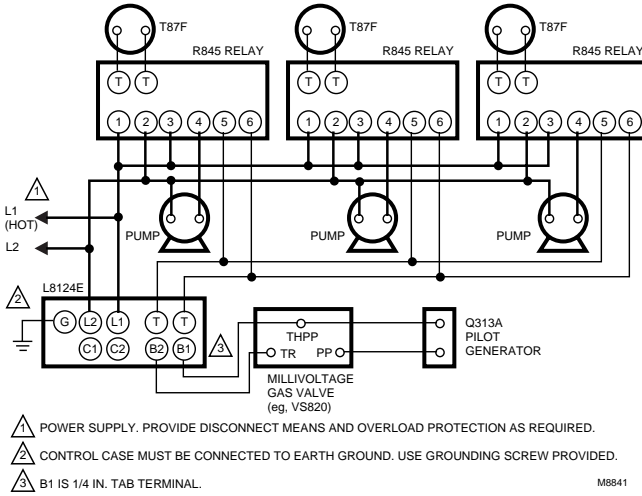 T87F T87F T87F
R845 RELAY R845 RELAY R845 RELAY
T T T T T T
1 2 3 4 5 6 1 2 3 4 5 6 1 2 3 4 5 6
1
L1
(HOT)
L2
PUMP PUMP PUMP
L8124E
2
G L2 L1 T T
C1 C2 B2 B1
3
THPP
TR PP
MILLIVOLTAGE
GAS VALVE
(eg, VS820)
Q313A
PILOT
GENERATOR
1 POWER SUPPLY. PROVIDE DISCONNECT MEANS AND OVERLOAD PROTECTION AS REQUIRED.
2 CONTROL CASE MUST BE CONNECTED TO EARTH GROUND. USE GROUNDING SCREW PROVIDED.
3 B1 IS 1/4 IN. TAB TERMINAL.
M8841